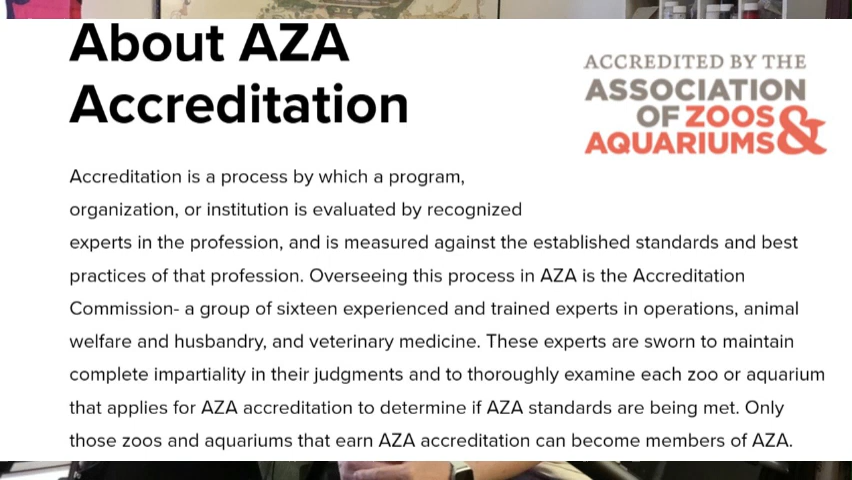 About AZA
Accreditation
ACCREDITED BY THE
ASSOCIATION
OF ZOOS &
AQUARIUMS
Accreditation is a process by which a program,
organization, or institution is evaluated by recognized
experts in the profession, and is measured against the established standards and best
practices of that profession. Overseeing this process in AZA is the Accreditation
Commission- a group of sixteen experienced and trained experts in operations, animal
welfare and husbandry, and veterinary medicine. These experts are sworn to maintain
complete impartiality in their judgments and to thoroughly examine each zoo or aquarium
that applies for AZA accreditation to determine if AZA standards are being met. Only
those zoos and aquariums that earn AZA accreditation can become members of AZA.